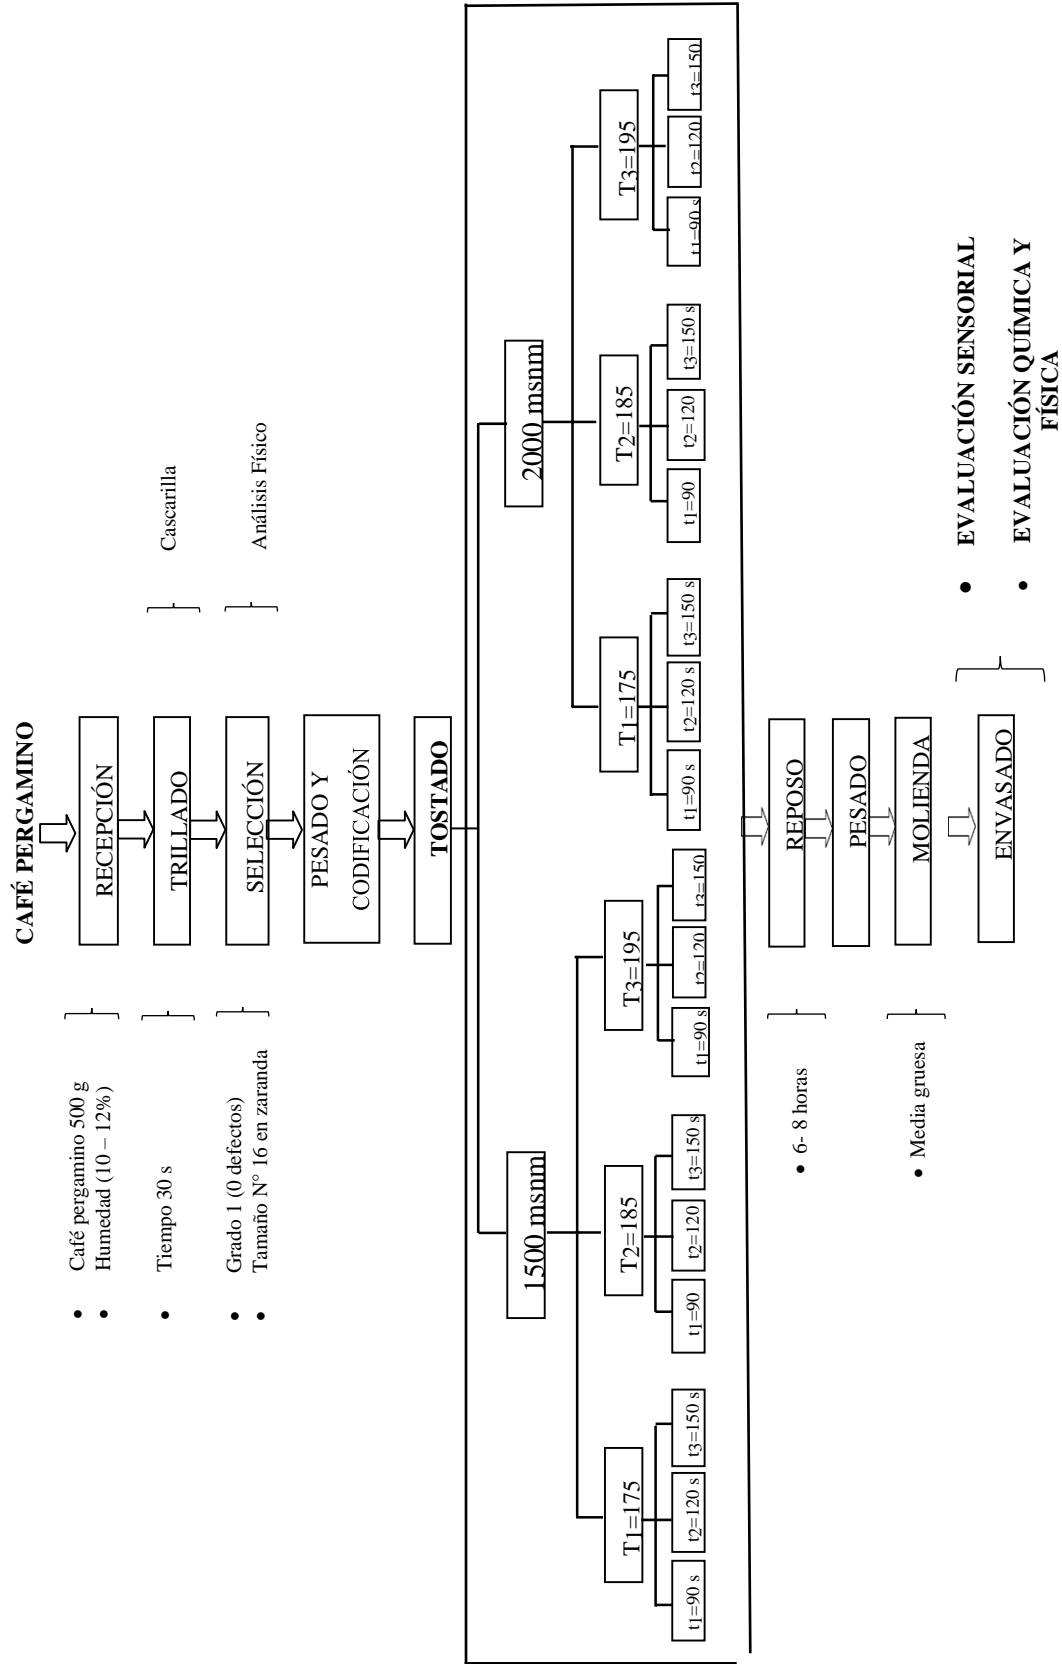 CAFÉ PERGAMINO
RECEPCIÓN
• Café pergamino 500 g
• Humedad (10 – 12%)
TRILLADO
• Tiempo 30 s
Cascarilla
SELECCIÓN
• Grado 1 (0 defectos)
• Tamaño N° 16 en zaranda
Análisis Físico
PESADO Y
CODIFICACIÓN
TOSTADO
1500 msnm
2000 msnm
T1=175
T2=185
T3=195
T1=175
T2=185
T3=195
t1=90 s
t2=120 s
t3=150 s
t1=90
t2=120
t3=150 s
t1=90 s
t2=120
t3=150
t1=90 s
t2=120 s
t3=150 s
t1=90
t2=120
t3=150 s
t1=90 s
t2=120
t3=150
REPOSO
• 6- 8 horas
PESADO
MOLIENDA
• Media gruesa
ENVASADO
• EVALUACIÓN SENSORIAL
• EVALUACIÓN QUÍMICA Y
FÍSICA